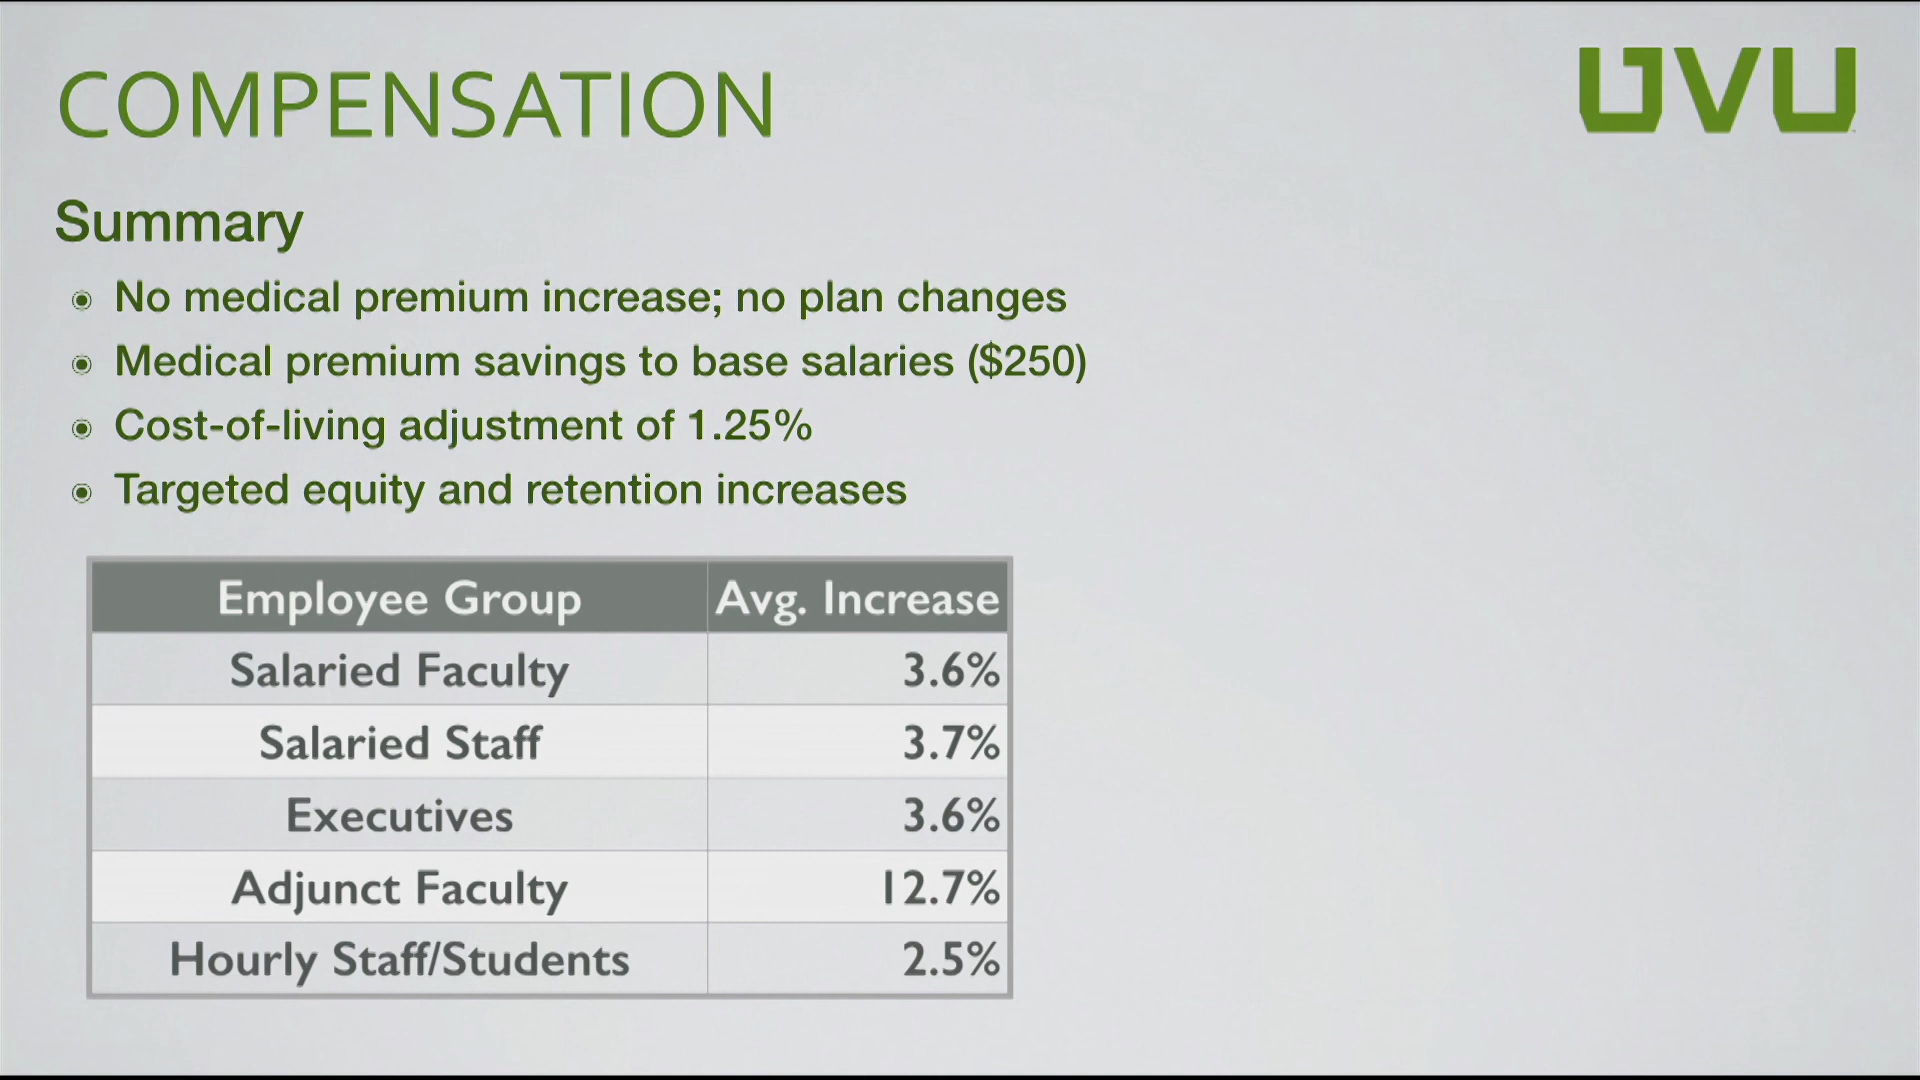 COMPENSATION
UVU
Summary
No medical premium increase; no plan changes
Medical premium savings to base salaries ($250)
Cost-of-living adjustment of 1.25%
Targeted equity and retention increases
Employee Group Avg. Increase
Salaried Faculty 3.6%
Salaried Staff 3.7%
Executives 3.6%
Adjunct Faculty 12.7%
Hourly Staff/Students 2.5%